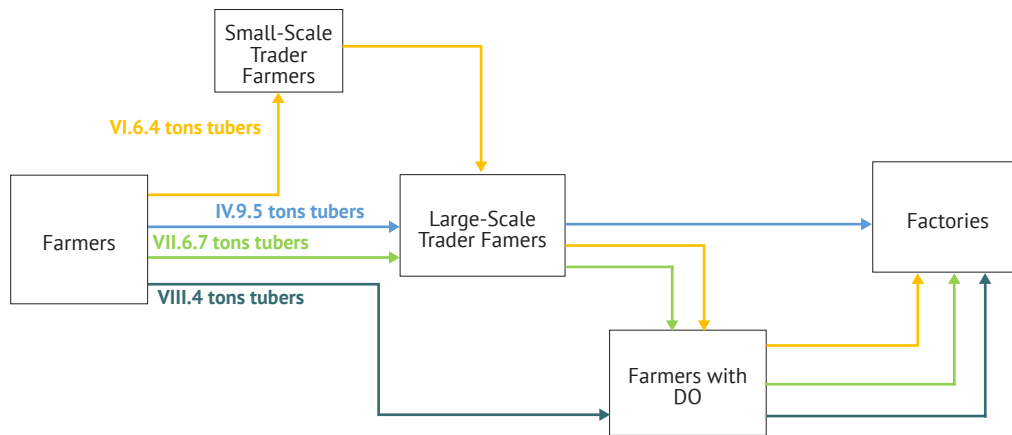 Small-Scale
Trader
Farmers
VI.6.4 tons tubers
Farmers
IV.9.5 tons tubers
VII.6.7 tons tubers
VIII.4 tons tubers
Large-Scale
Trader Famers
Factories
Farmers with
DO